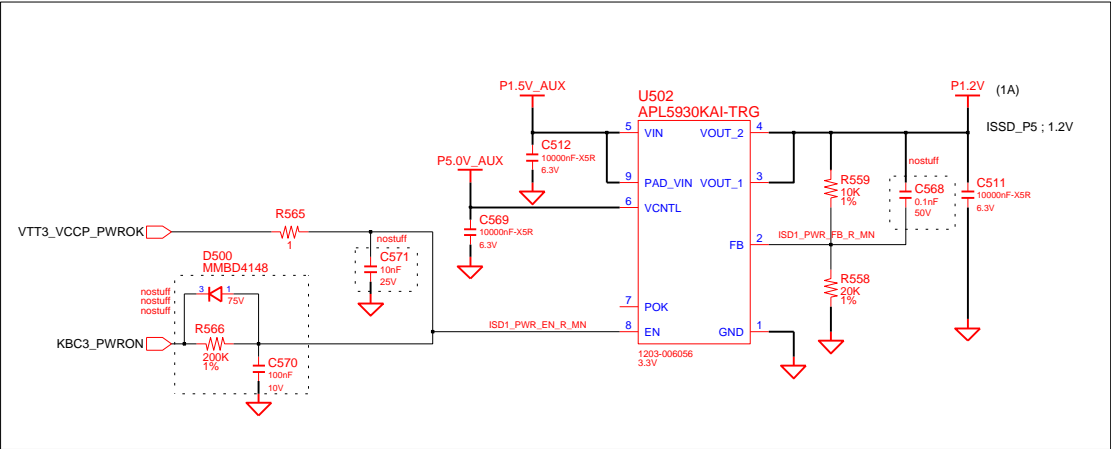 P1.5V_AUX
P1.2V
(1A)
U502
APL5930KAI-TRG
ISSD_P5 ; 1.2V
5
VIN
VOUT_2
4
C512
10000nF-X5R
6.3V
P5.0V_AUX
nostuff
9
PAD_VIN
VOUT_1
3
R559
10K
1%
C568
0.1nF
50V
C511
10000nF-X5R
6.3V
6
VCNTL
R565
1
C569
10000nF-X5R
6.3V
VTT3_VCCP_PWROK
nostuff
FB
2
ISD1_PWR_FB_R_MN
D500
MMBD4148
C571
10nF
25V
R558
20K
1%
nostuff
nostuff
nostuff
3
1
75V
7
POK
ISD1_PWR_EN_R_MN
8
EN
GND
1
KBC3_PWRON
R566
200K
1%
C570
100nF
10V
1203-006056
3.3V